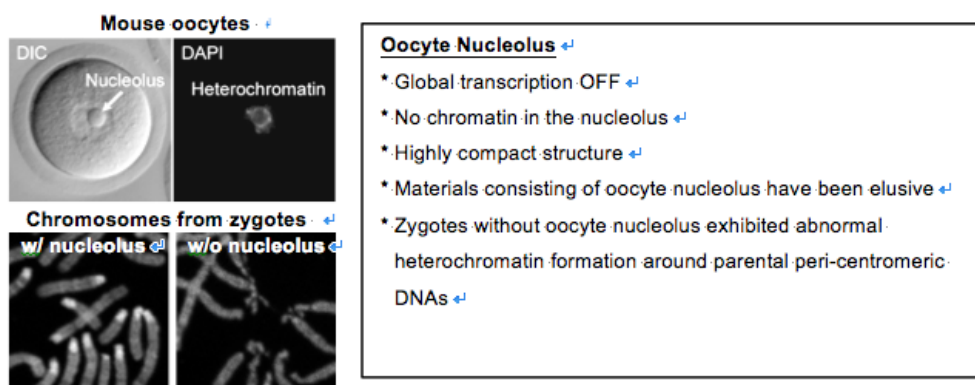 Mouse oocytes
DIC
DAPI
Nucleolus
Heterochromatin
Chromosomes from zygotes
w/ nucleolus
w/o nucleolus
Oocyte Nucleolus
* Global transcription OFF
* No chromatin in the nucleolus
* Highly compact structure
* Materials consisting of oocyte nucleolus have been elusive
* Zygotes without oocyte nucleolus exhibited abnormal
heterochromatin formation around parental peri-centromeric
DNAs